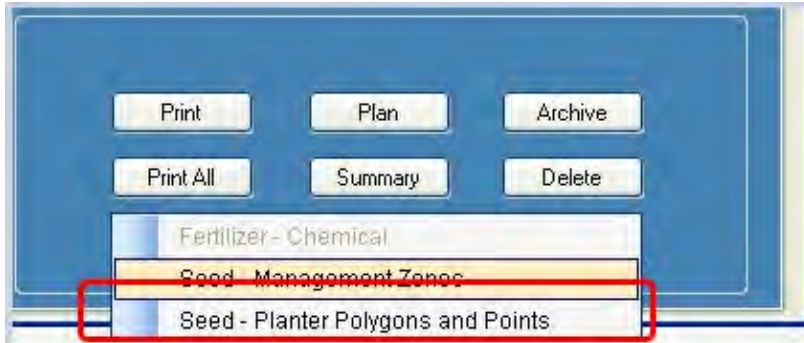 Print Plan Archive
Print All Summary Delete
Fertilizer - Chemical
Seed - Management Zones
Seed - Planter Polygons and Points